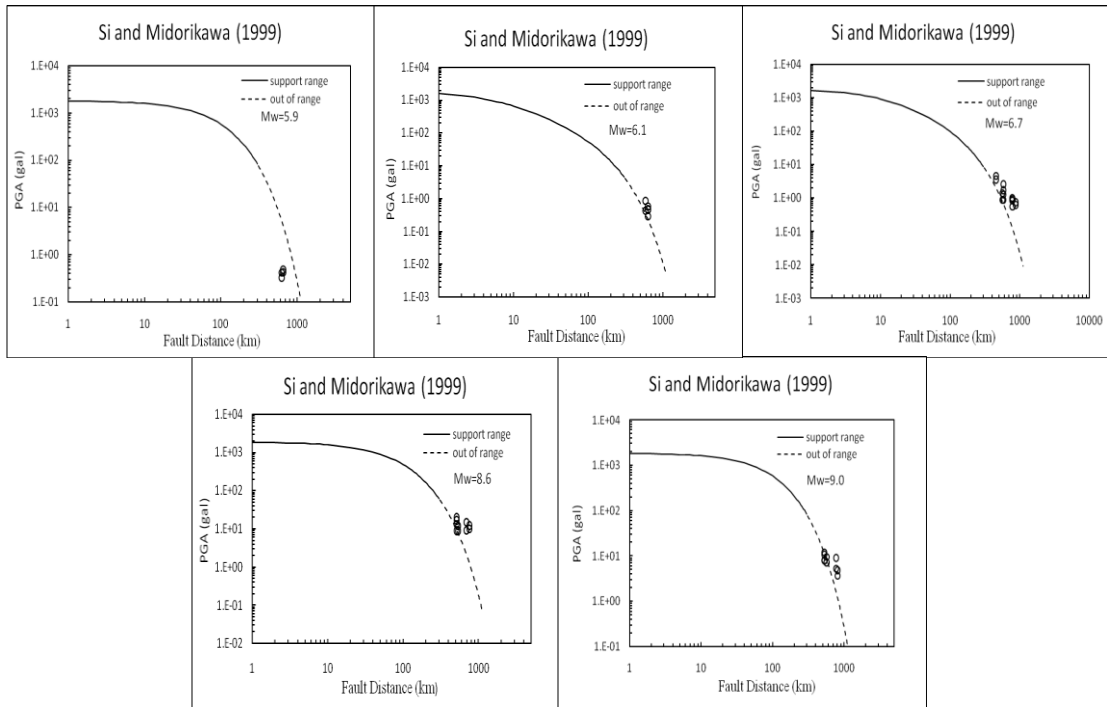 Si and Midorikawa (1999)
1.E+04
1.E+03
1.E+02
1.E+01
1.E+00
1.E-01
PGA (gal)
support range
out of range
Mw=5.9
1
10
100
1000
Fault Distance (km)
Si and Midorikawa (1999)
1.E+04
1.E+03
1.E+02
1.E+01
1.E+00
1.E-01
1.E-02
1.E-03
PGA (gal)
support range
out of range
Mw=6.1
1
10
100
1000
Fault Distance (km)
Si and Midorikawa (1999)
1.E+04
1.E+03
1.E+02
1.E+01
1.E+00
1.E-01
1.E-02
1.E-03
PGA (gal)
support range
out of range
Mw=6.7
1
10
100
1000
10000
Fault Distance (km)
Si and Midorikawa (1999)
1.E+04
1.E+03
1.E+02
1.E+01
1.E+00
1.E-01
1.E-02
PGA (gal)
support range
out of range
Mw=8.6
1
10
100
1000
Fault Distance (km)
Si and Midorikawa (1999)
1.E+04
1.E+03
1.E+02
1.E+01
1.E+00
1.E-01
PGA (gal)
support range
out of range
Mw=9.0
1
10
100
1000
Fault Distance (km)